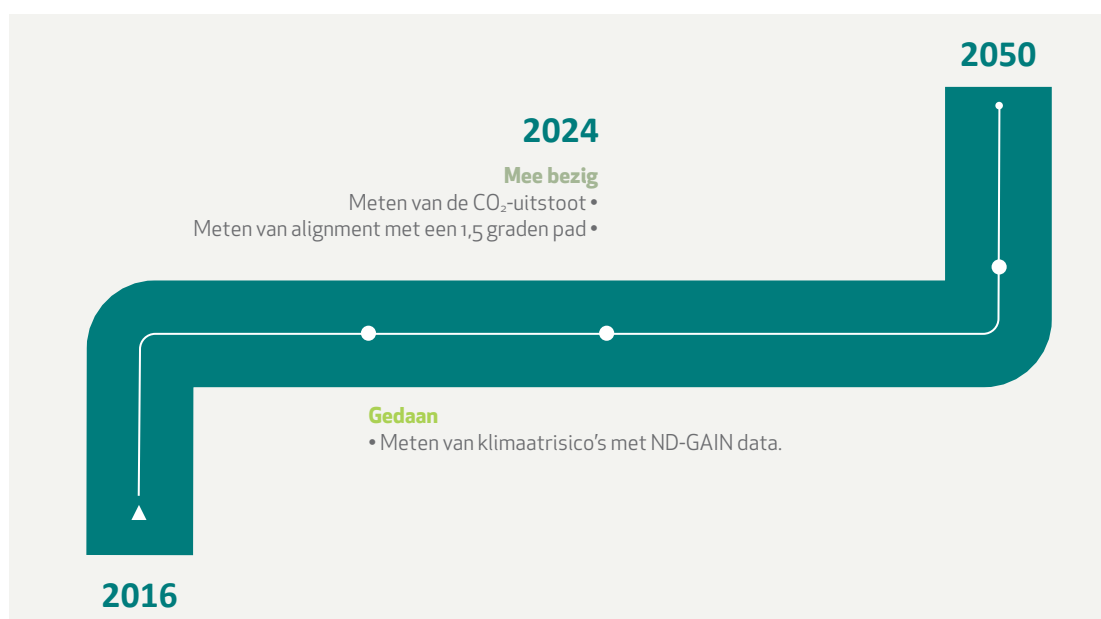 2050
2024
Mee bezig
Meten van de CO₂-uitstoot •
Meten van alignment met een 1,5 graden pad •
Gedaan
• Meten van klimaatrisico's met ND-GAIN data.
2016